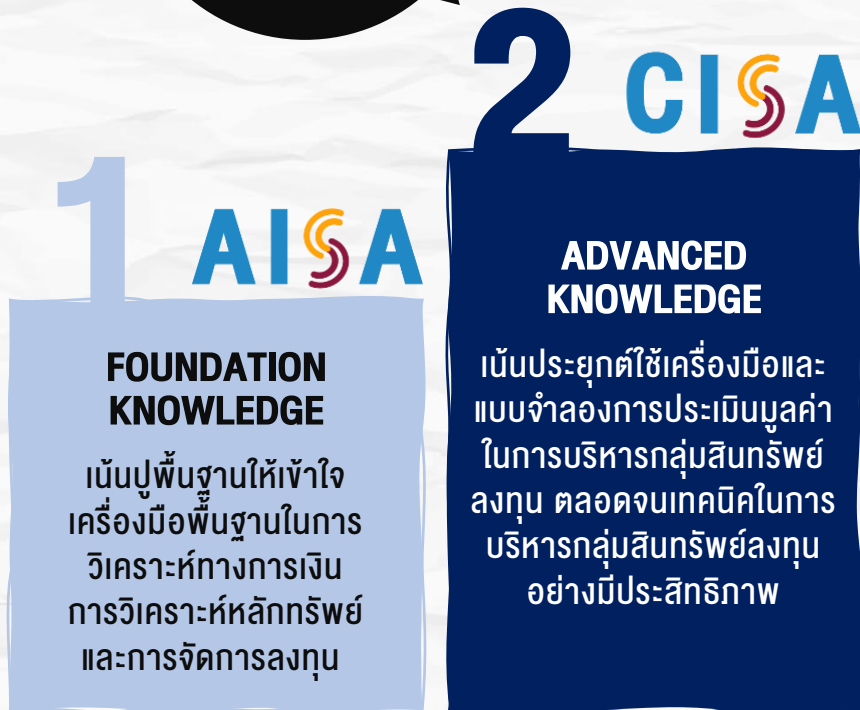 1
AISA
FOUNDATION
KNOWLEDGE
เน้นปูพื้นฐานให้เข้าใจ
เครื่องมือพื้นฐานในการ
วิเคราะห์ทางการเงิน
การวิเคราะห์หลักทรัพย์
และการจัดการลงทุน
2
CISA
ADVANCED
KNOWLEDGE
เน้นประยุกต์ใช้เครื่องมือและ
แบบจำลองการประเมินมูลค่า
ในการบริหารกลุ่มสินทรัพย์
ลงทุน ตลอดจนเทคนิคในการ
บริหารกลุ่มสินทรัพย์ลงทุน
อย่างมีประสิทธิภาพ